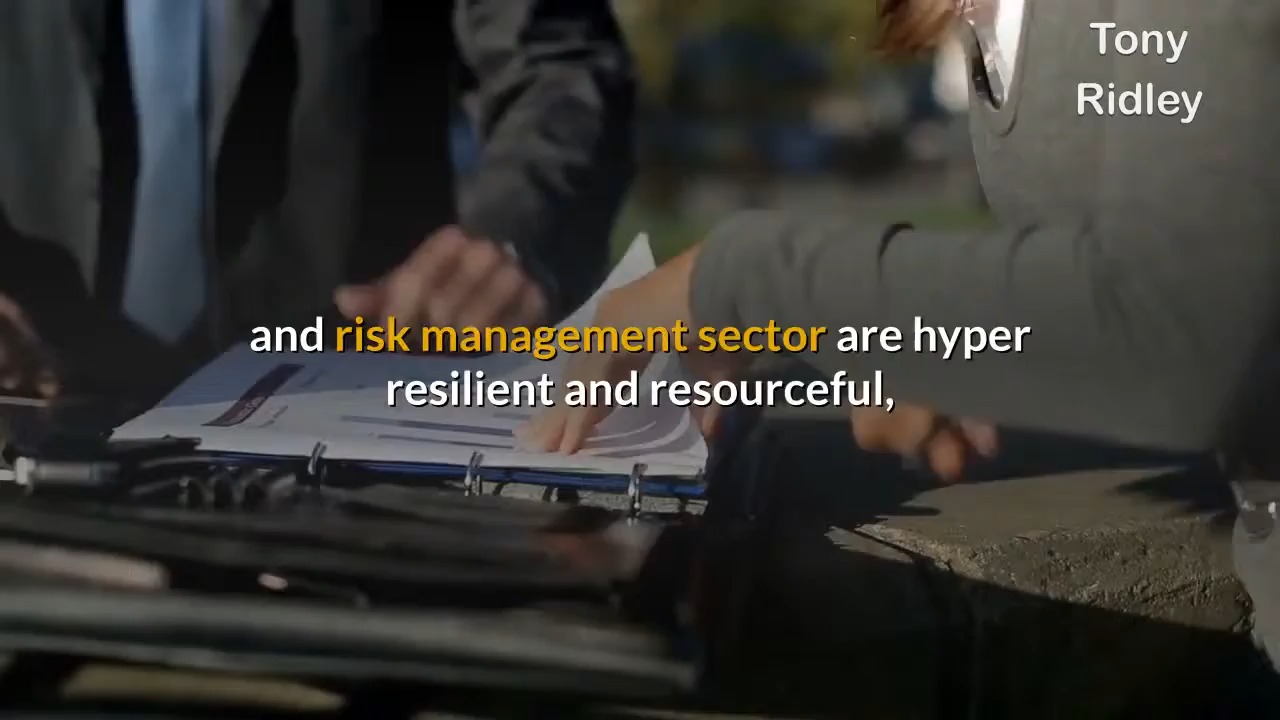 Tony
Ridley
and risk management sector are hyper
resilient and resourceful,